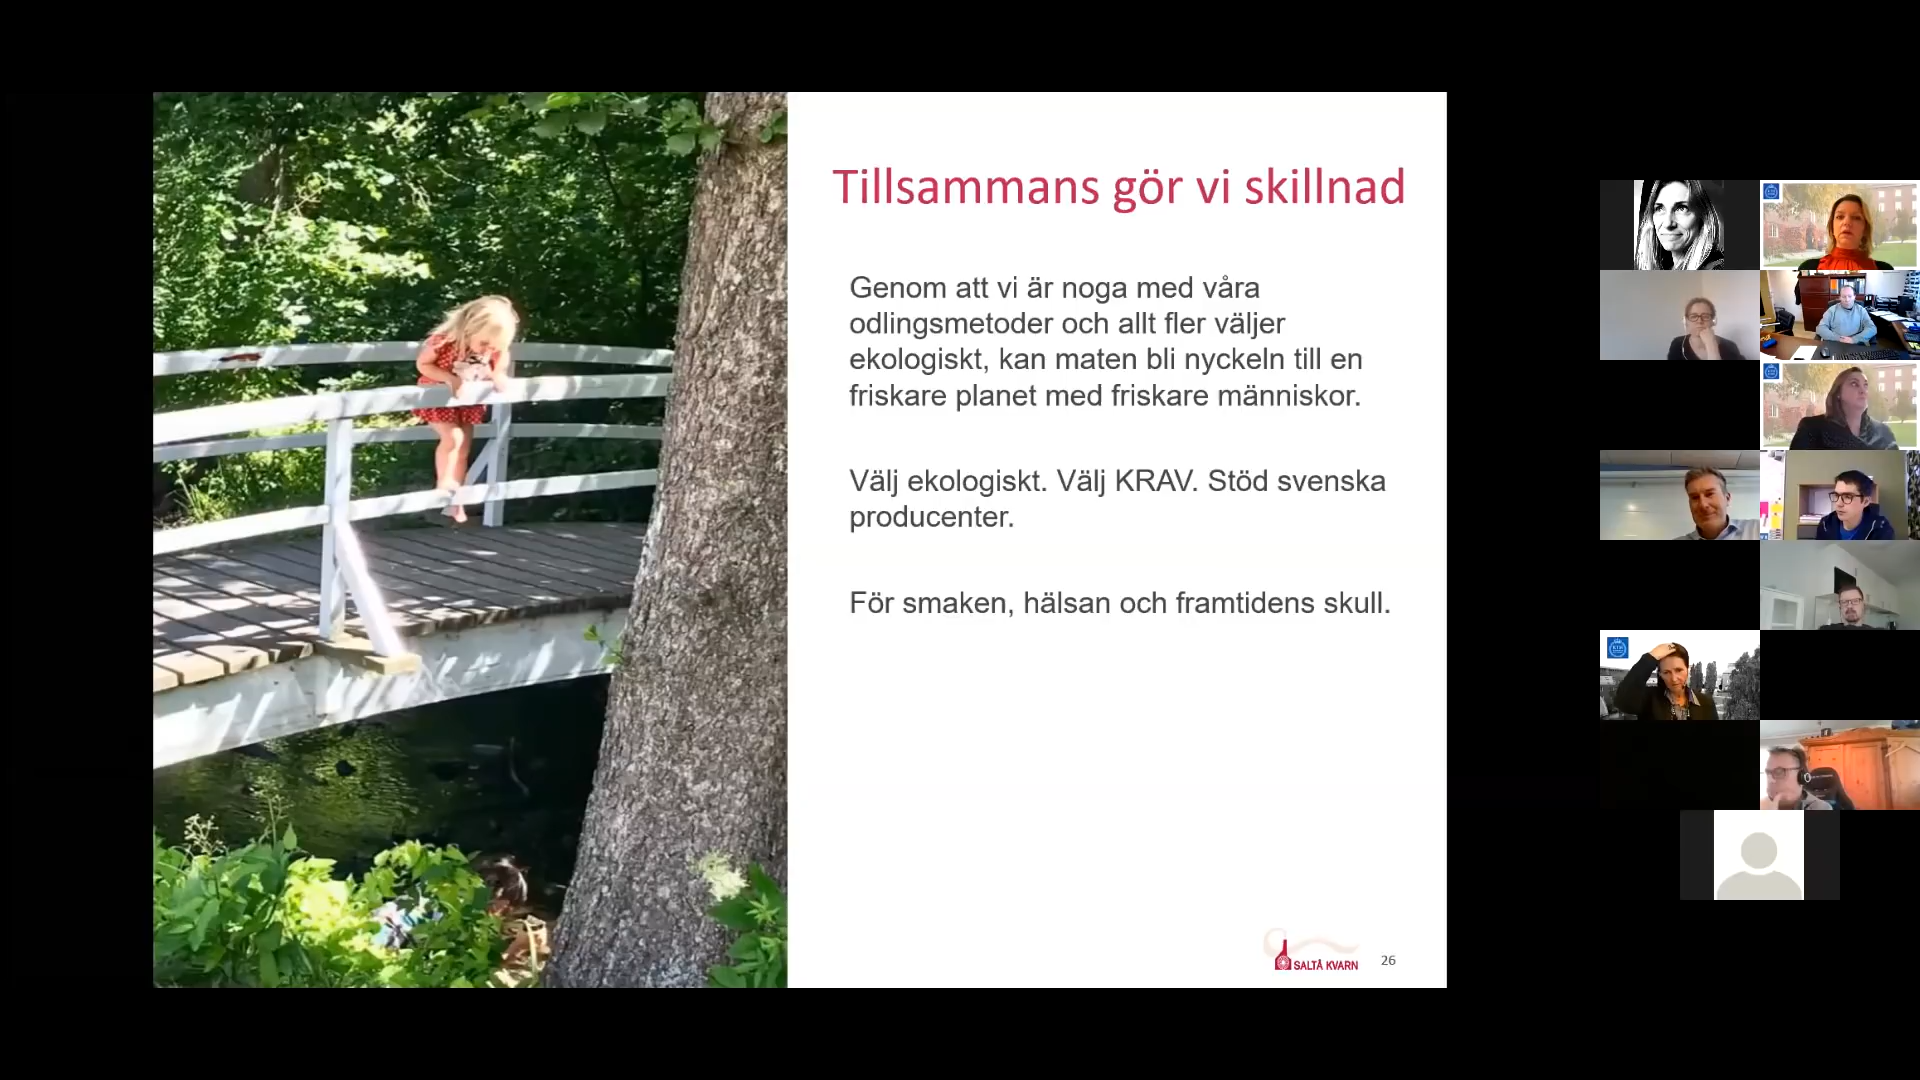 Tillsammans gör vi skillnad
Genom att vi är noga med våra
odlingsmetoder och allt fler väljer
ekologiskt, kan maten bli nyckeln till en
friskare planet med friskare människor.
Välj ekologiskt. Välj KRAV. Stöd svenska
producenter.
För smaken, hälsan och framtidens skull.
SALTÅ KVARN
26